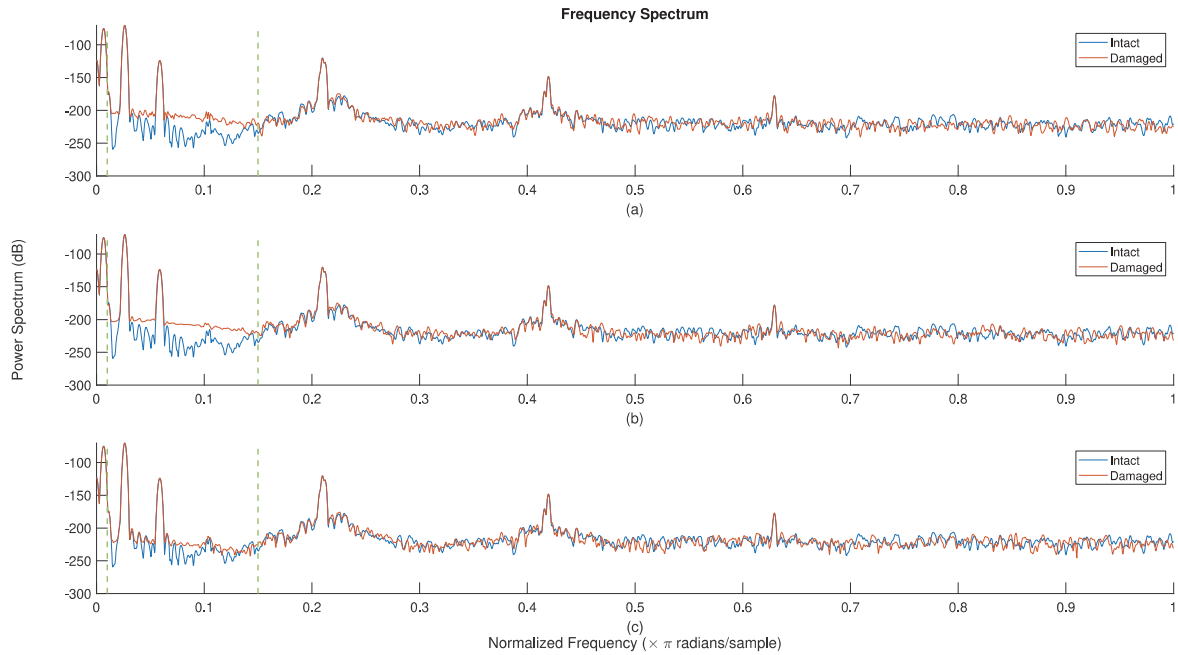 Frequency Spectrum
-100
-150
-200
-250
-300
Intact
Damaged
0 0.1 0.2 0.3 0.4 0.5 0.6 0.7 0.8 0.9 1
(a)
Power Spectrum (dB)
-100
-150
-200
-250
-300
Intact
Damaged
0 0.1 0.2 0.3 0.4 0.5 0.6 0.7 0.8 0.9 1
(b)
-100
-150
-200
-250
-300
Intact
Damaged
0 0.1 0.2 0.3 0.4 0.5 0.6 0.7 0.8 0.9 1
(c)
Normalized Frequency (× π radians/sample)